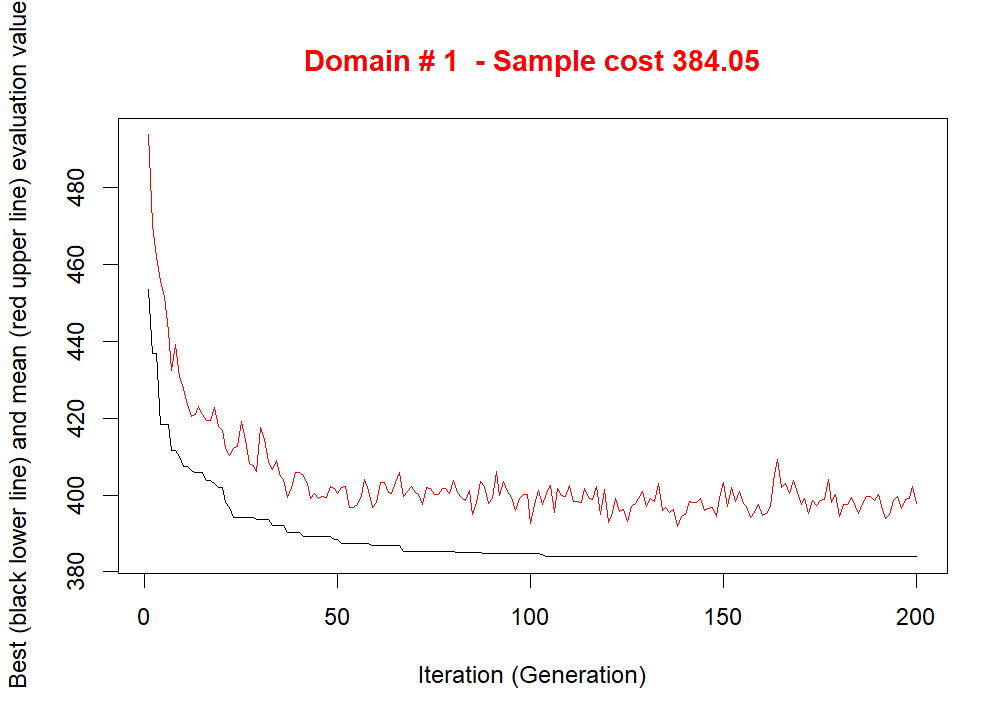 Domain # 1  - Sample cost 384.05
Best (black lower line) and mean (red upper line) evaluation value
480
460
440
420
400
380
0 50 100 150 200
Iteration (Generation)